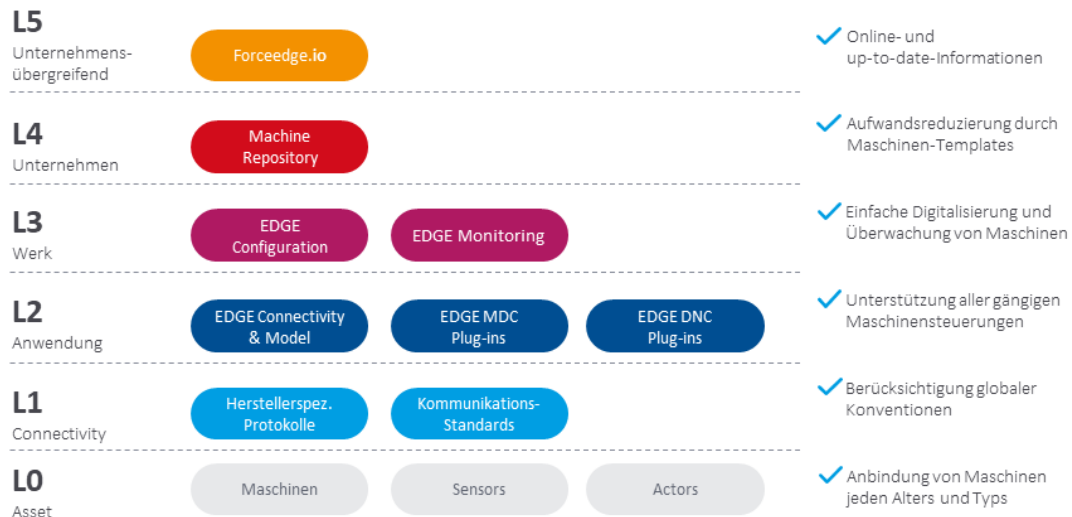 L5
Unternehmens-
übergreifend
Forceedge.io
Online- und
up-to-date-Informationen
L4
Unternehmen
Machine
Repository
Aufwandsreduzierung durch
Maschinen-Templates
L3
Werk
EDGE
Configuration
EDGE Monitoring
Einfache Digitalisierung und
Überwachung von Maschinen
L2
Anwendung
EDGE Connectivity
& Model
EDGE MDC
Plug-ins
EDGE DNC
Plug-ins
Unterstützung aller gängigen
Maschinensteuerungen
L1
Connectivity
Herstellerspez.
Protokolle
Kommunikations-
Standards
Berücksichtigung globaler
Konventionen
L0
Asset
Maschinen
Sensors
Actors
Anbindung von Maschinen
jeden Alters und Typs